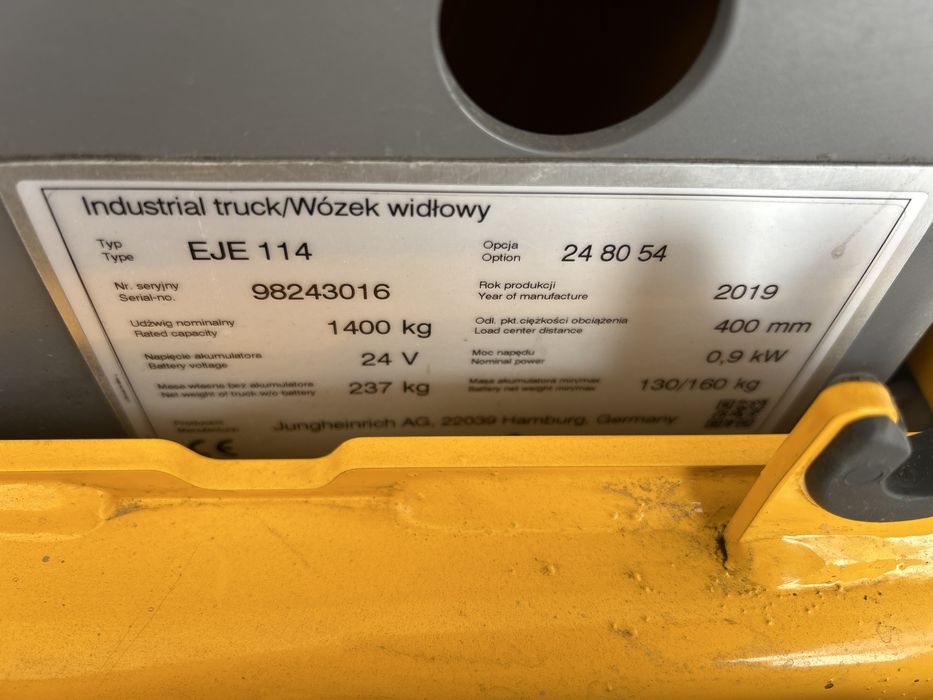 Industrial truck/Wózek widłowy
Typ EJE 114 Opcja 24 80 54
Type Option
Nr. seryjny 98243016 Rok produkcji 2019
Serial-no. Year of manufacture
Udźwig nominalny 1400 kg Odl. pkt.ciężkości obciążenia 400 mm
Rated capacity Load center distance
Napięcie akumulatora 24 V Moc napędu 0,9 kW
Battery voltage Nominal power
Masa własna bez akumulatora 237 kg Masa akumulatora min/max 130/160 kg
Net weight of truck w/o battery Battery net weight min/max
Producent Jungheinrich AG, 22039 Hamburg, Germany
Manufacturer
CE